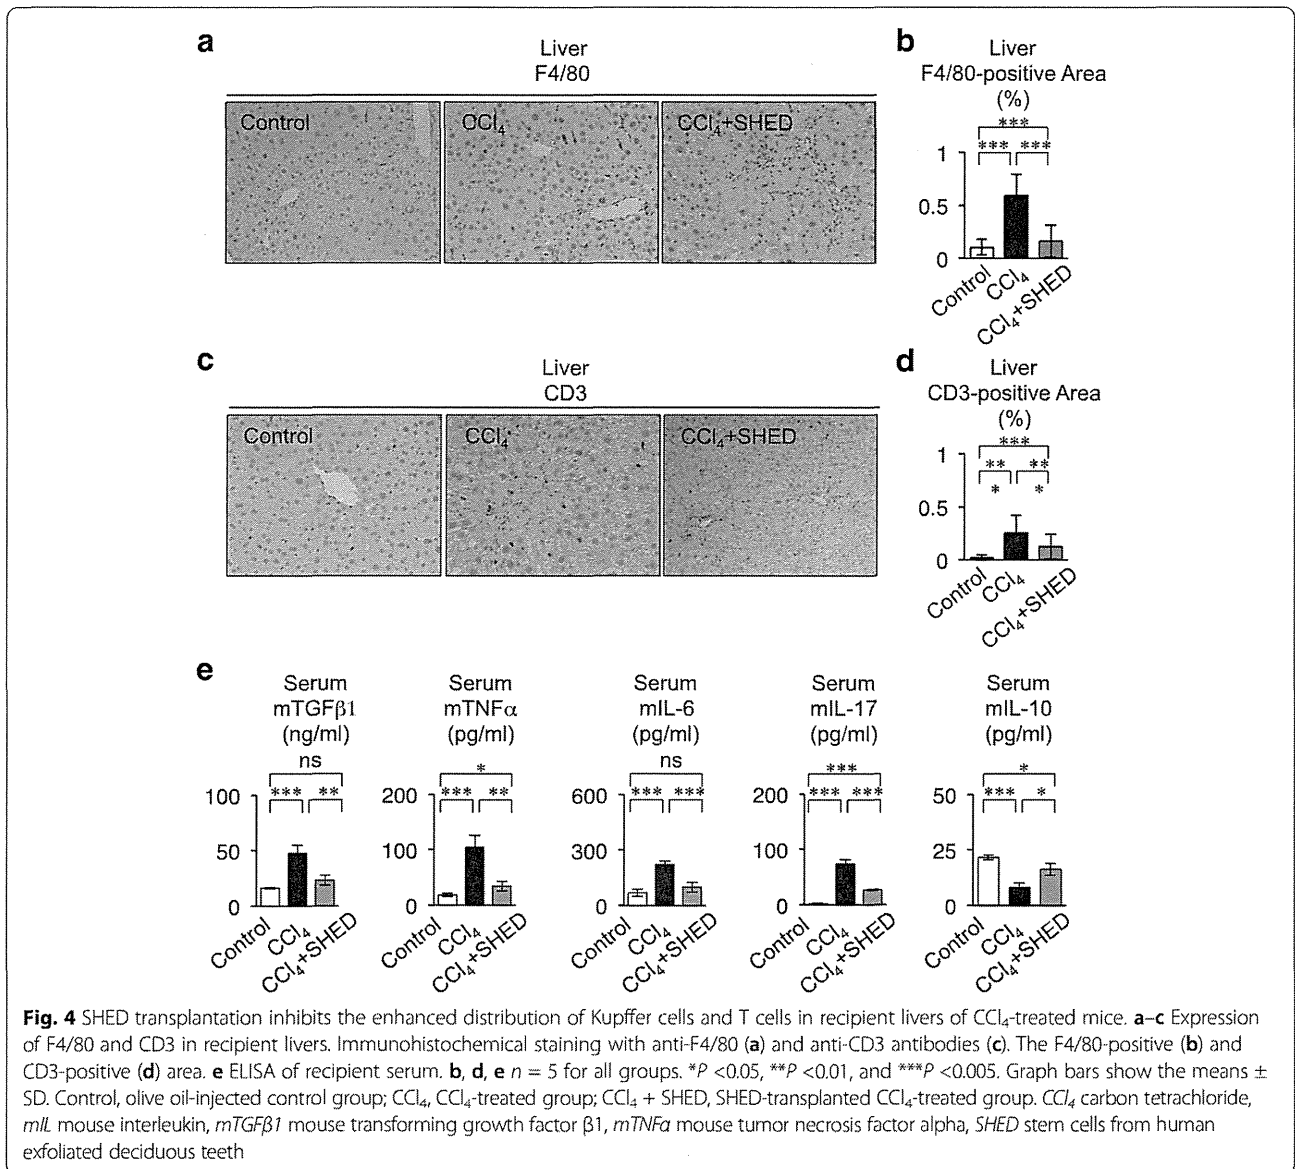 a
Liver
F4/80
Control
CCl₄
CCl₄+SHED
b
Liver
F4/80-positive Area
(%)
***
*** ***
1
0.5
0
Control
CCl₄
CCl₄+SHED
c
Liver
CD3
Control
CCl₄
CCl₄+SHED
d
Liver
CD3-positive Area
(%)
***
** **
* *
1
0.5
0
Control
CCl₄
CCl₄+SHED
e
Serum
mTGFβ1
(ng/ml)
ns
*** **
100
50
0
Control
CCl₄
CCl₄+SHED
Serum
mTNFα
(pg/ml)
*
*** **
200
100
0
Control
CCl₄
CCl₄+SHED
Serum
mIL-6
(pg/ml)
ns
*** ***
600
300
0
Control
CCl₄
CCl₄+SHED
Serum
mIL-17
(pg/ml)
***
*** ***
200
100
0
Control
CCl₄
CCl₄+SHED
Serum
mIL-10
(pg/ml)
*
*** *
50
25
0
Control
CCl₄
CCl₄+SHED
Fig. 4 SHED transplantation inhibits the enhanced distribution of Kupffer cells and T cells in recipient livers of CCl₄-treated mice. a–c Expression
of F4/80 and CD3 in recipient livers. Immunohistochemical staining with anti-F4/80 (a) and anti-CD3 antibodies (c). The F4/80-positive (b) and
CD3-positive (d) area. e ELISA of recipient serum. b, d, e n = 5 for all groups. *P <0.05, **P <0.01, and ***P <0.005. Graph bars show the means ±
SD. Control, olive oil-injected control group; CCl₄, CCl₄-treated group; CCl₄ + SHED, SHED-transplanted CCl₄-treated group. CCl₄ carbon tetrachloride,
mIL mouse interleukin, mTGFβ1 mouse transforming growth factor β1, mTNFα mouse tumor necrosis factor alpha, SHED stem cells from human
exfoliated deciduous teeth